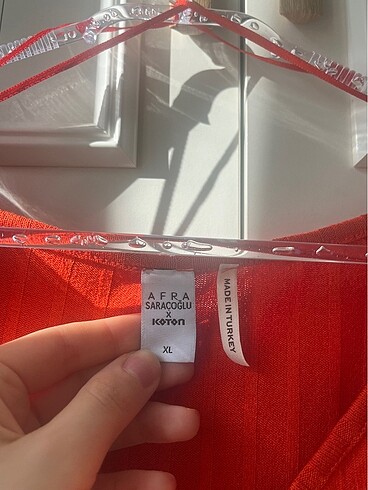 AFRA
SARAÇOĞLU
X
KOTON
XL
MADE IN TURKEY